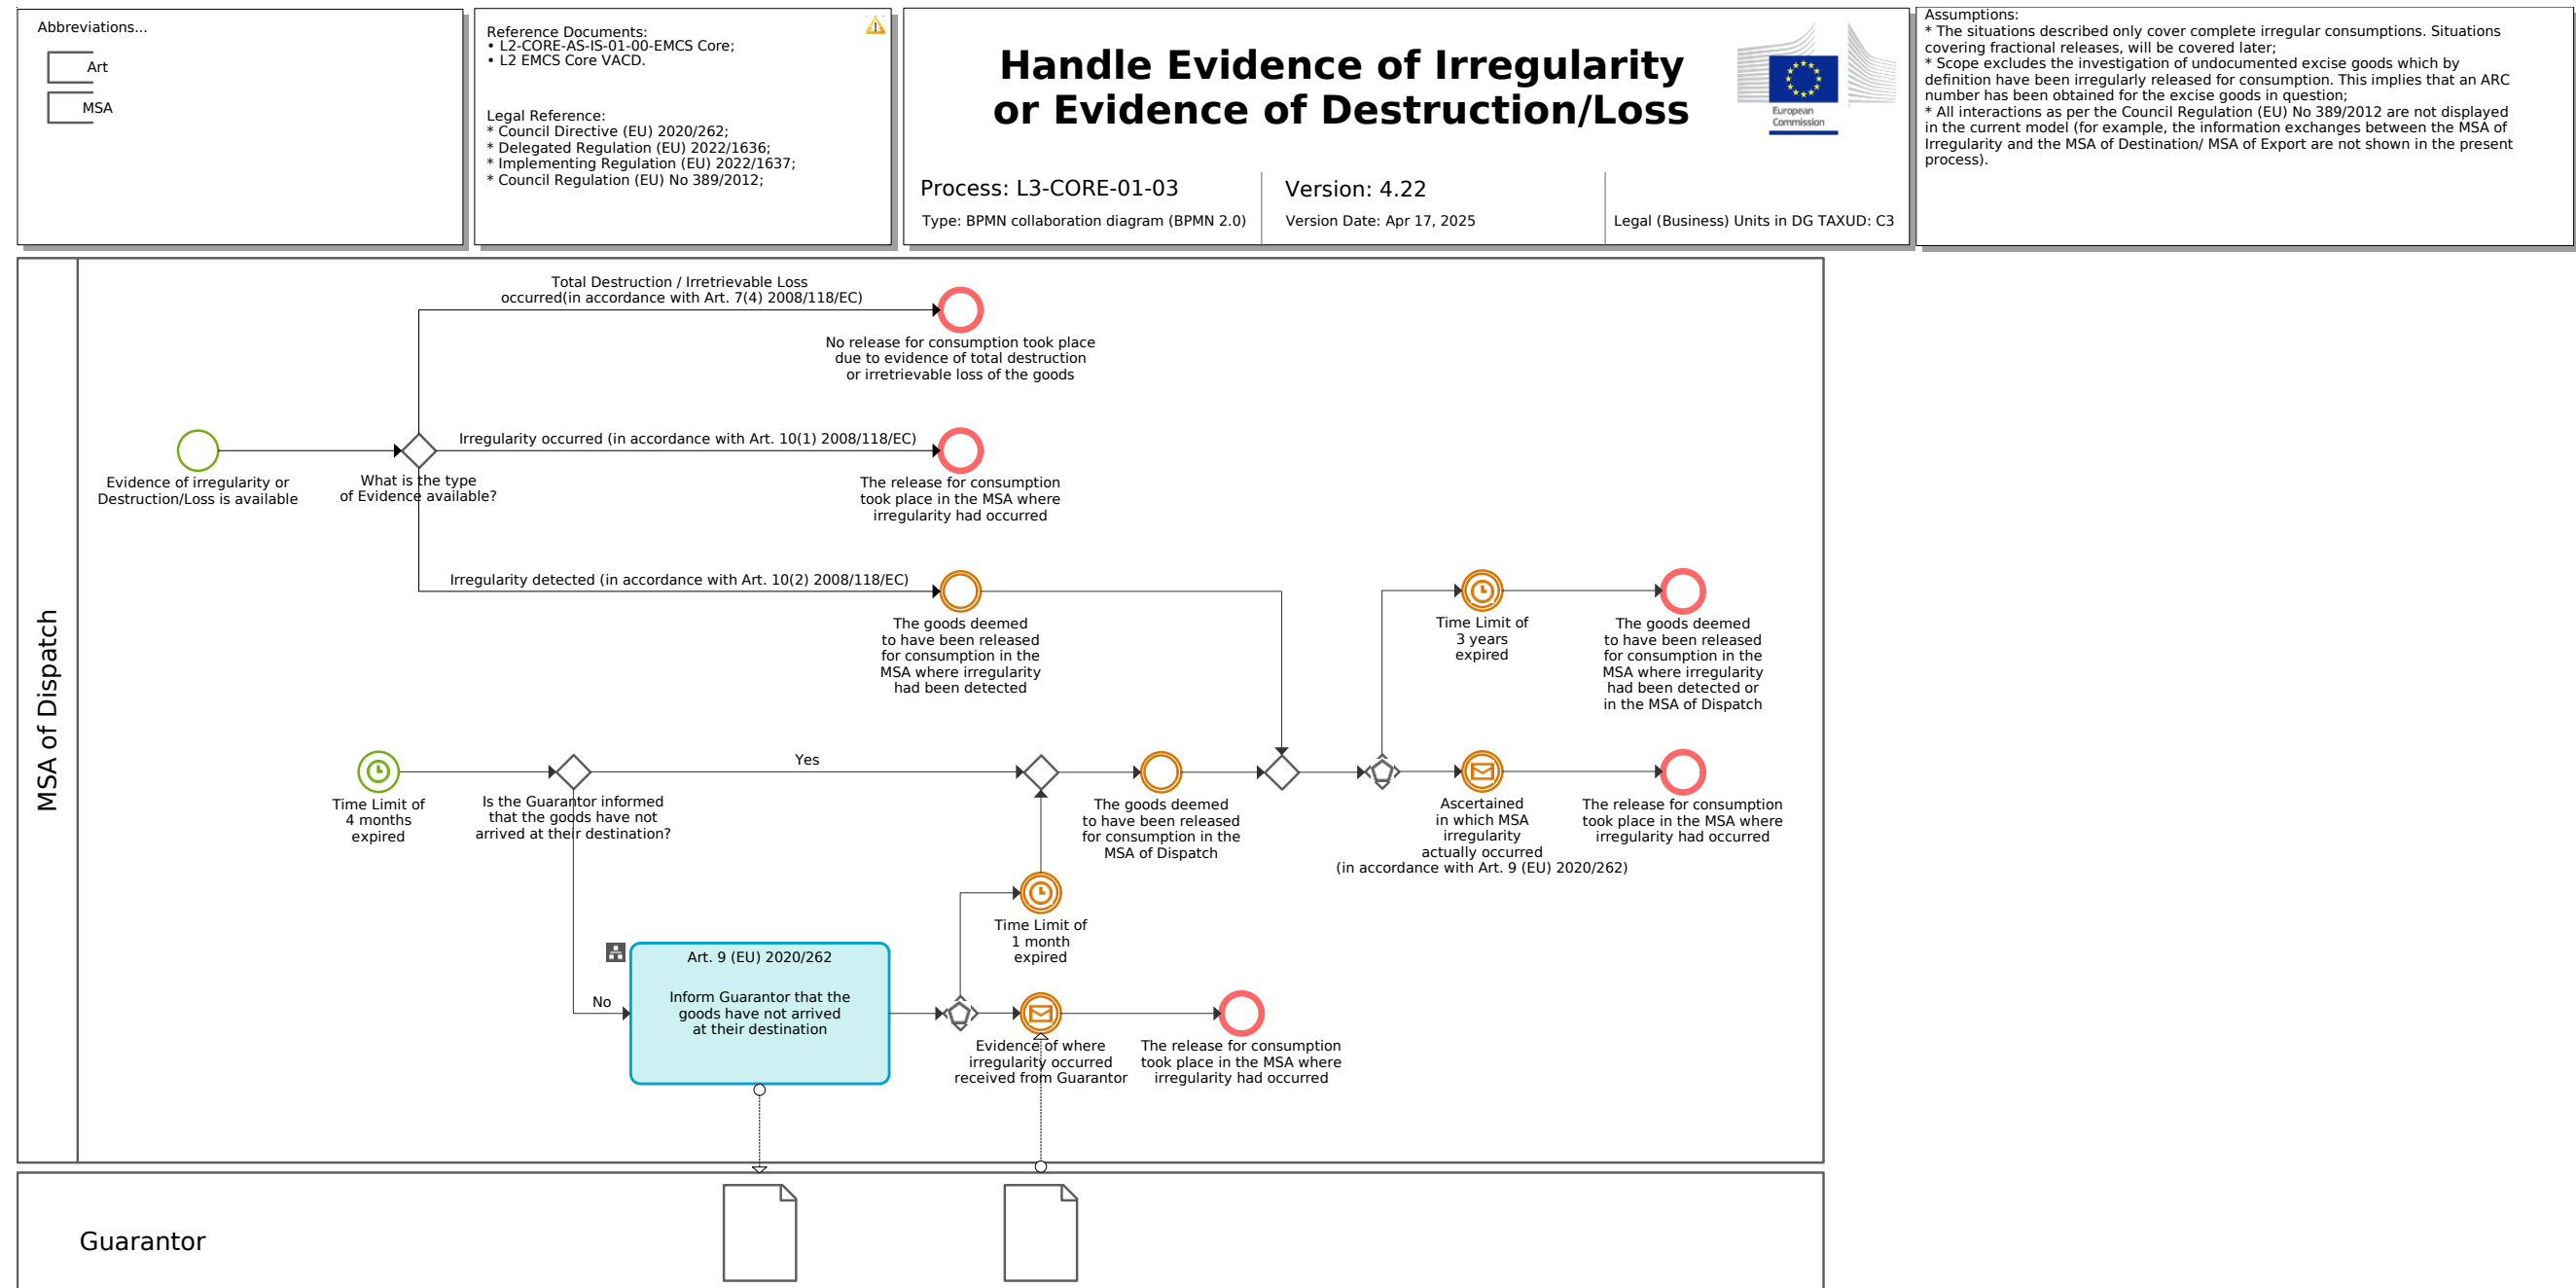 Abbreviations...
Art
MSA
Reference Documents:
• L2-CORE-AS-IS-01-00-EMCS Core;
• L2 EMCS Core VACD.
Legal Reference:
* Council Directive (EU) 2020/262;
* Delegated Regulation (EU) 2022/1636;
* Implementing Regulation (EU) 2022/1637;
* Council Regulation (EU) No 389/2012;
Handle Evidence of Irregularity
or Evidence of Destruction/Loss
European
Commission
Process: L3-CORE-01-03
Version: 4.22
Type: BPMN collaboration diagram (BPMN 2.0)
Version Date: Apr 17, 2025
Legal (Business) Units in DG TAXUD: C3
Assumptions:
* The situations described only cover complete irregular consumptions. Situations
covering fractional releases, will be covered later;
* Scope excludes the investigation of undocumented excise goods which by
definition have been irregularly released for consumption. This implies that an ARC
number has been obtained for the excise goods in question;
* All interactions as per the Council Regulation (EU) No 389/2012 are not displayed
in the current model (for example, the information exchanges between the MSA of
Irregularity and the MSA of Destination/ MSA of Export are not shown in the present
process).
MSA of Dispatch
Total Destruction / Irretrievable Loss
occurred(in accordance with Art. 7(4) 2008/118/EC)
No release for consumption took place
due to evidence of total destruction
or irretrievable loss of the goods
Evidence of irregularity or
Destruction/Loss is available
What is the type
of Evidence available?
Irregularity occurred (in accordance with Art. 10(1) 2008/118/EC)
The release for consumption
took place in the MSA where
irregularity had occurred
Irregularity detected (in accordance with Art. 10(2) 2008/118/EC)
The goods deemed
to have been released
for consumption in the
MSA where irregularity
had been detected
Time Limit of
3 years
expired
The goods deemed
to have been released
for consumption in the
MSA where irregularity
had been detected or
in the MSA of Dispatch
Time Limit of
4 months
expired
Is the Guarantor informed
that the goods have not
arrived at their destination?
Yes
The goods deemed
to have been released
for consumption in the
MSA of Dispatch
Ascertained
in which MSA
irregularity
actually occurred
(in accordance with Art. 9 (EU) 2020/262)
The release for consumption
took place in the MSA where
irregularity had occurred
Time Limit of
1 month
expired
No
Art. 9 (EU) 2020/262
Inform Guarantor that the
goods have not arrived
at their destination
Evidence of where
irregularity occurred
received from Guarantor
The release for consumption
took place in the MSA where
irregularity had occurred
Guarantor